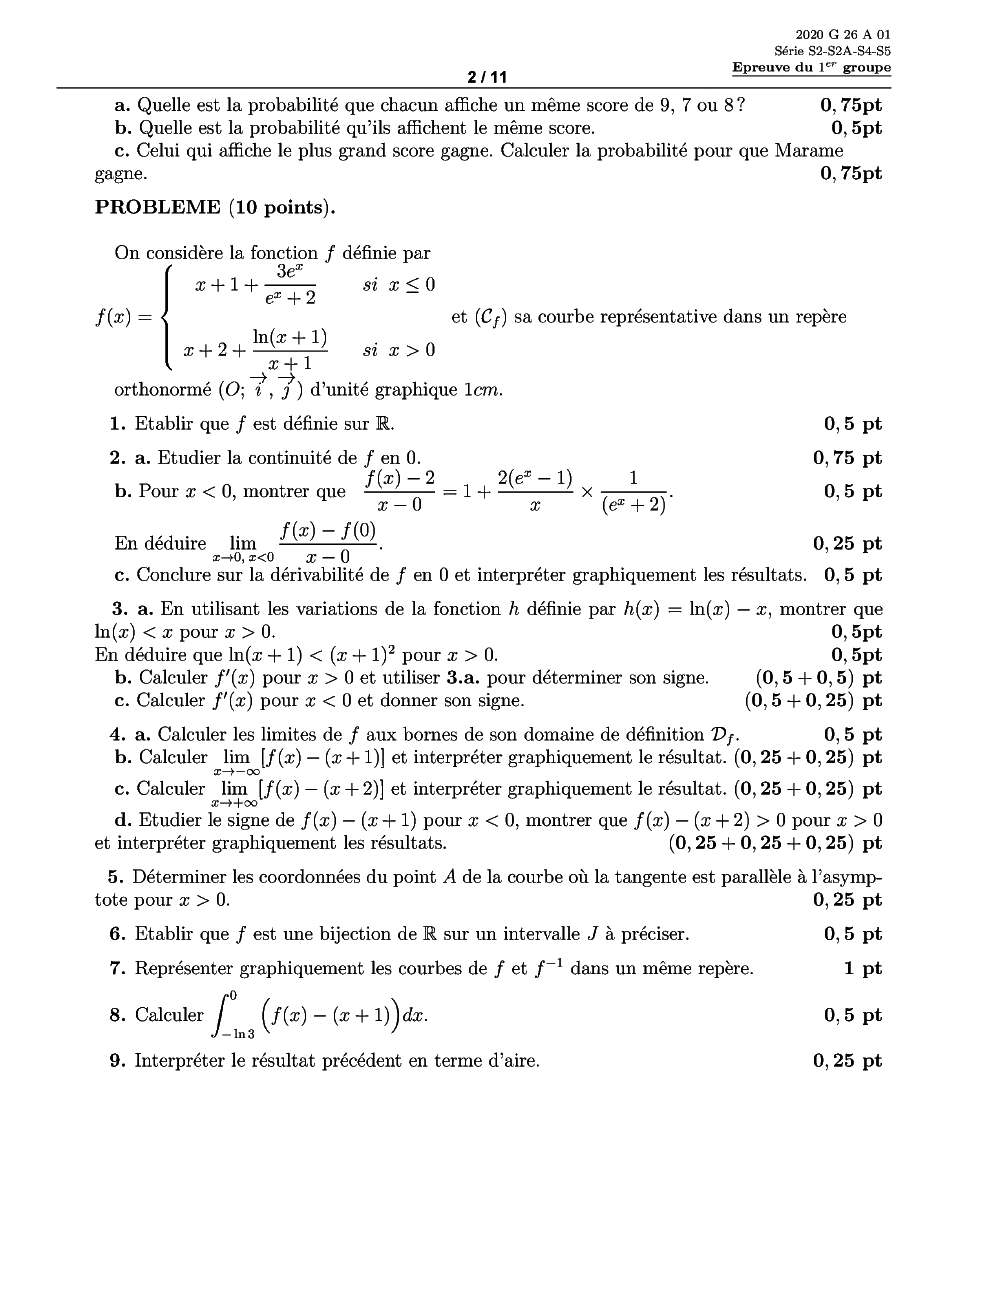 2020 G 26 A 01
Série S2-S2A-S4-S5
Epreuve du 1er groupe
2 / 11
a. Quelle est la probabilité que chacun affiche un même score de 9, 7 ou 8 ? 0,75pt
b. Quelle est la probabilité qu'ils affichent le même score. 0,5pt
c. Celui qui affiche le plus grand score gagne. Calculer la probabilité pour que Marame
gagne. 0,75pt
PROBLEME (10 points).
On considère la fonction f définie par
f(x) = { x + 1 + 3e^x / (e^x + 2) si x ≤ 0
x + 2 + ln(x + 1) / (x + 1) si x > 0 et (𝒞_f) sa courbe représentative dans un repère
orthonormé (O; i⃗, j⃗) d'unité graphique 1cm.
1. Etablir que f est définie sur ℝ. 0,5 pt
2. a. Etudier la continuité de f en 0. 0,75 pt
b. Pour x < 0, montrer que (f(x) − 2) / (x − 0) = 1 + 2(e^x − 1) / x × 1 / (e^x + 2). 0,5 pt
En déduire lim x→0, x<0 (f(x) − f(0)) / (x − 0). 0,25 pt
c. Conclure sur la dérivabilité de f en 0 et interpréter graphiquement les résultats. 0,5 pt
3. a. En utilisant les variations de la fonction h définie par h(x) = ln(x) − x, montrer que
ln(x) < x pour x > 0. 0,5pt
En déduire que ln(x + 1) < (x + 1)² pour x > 0. 0,5pt
b. Calculer f′(x) pour x > 0 et utiliser 3.a. pour déterminer son signe. (0,5 + 0,5) pt
c. Calculer f′(x) pour x < 0 et donner son signe. (0,5 + 0,25) pt
4. a. Calculer les limites de f aux bornes de son domaine de définition 𝒟_f. 0,5 pt
b. Calculer lim x→−∞ [f(x) − (x + 1)] et interpréter graphiquement le résultat. (0,25 + 0,25) pt
c. Calculer lim x→+∞ [f(x) − (x + 2)] et interpréter graphiquement le résultat. (0,25 + 0,25) pt
d. Etudier le signe de f(x) − (x + 1) pour x < 0, montrer que f(x) − (x + 2) > 0 pour x > 0
et interpréter graphiquement les résultats. (0,25 + 0,25 + 0,25) pt
5. Déterminer les coordonnées du point A de la courbe où la tangente est parallèle à l'asymp-
tote pour x > 0. 0,25 pt
6. Etablir que f est une bijection de ℝ sur un intervalle J à préciser. 0,5 pt
7. Représenter graphiquement les courbes de f et f⁻¹ dans un même repère. 1 pt
8. Calculer ∫_{−ln 3}^{0} (f(x) − (x + 1))dx. 0,5 pt
9. Interpréter le résultat précédent en terme d'aire. 0,25 pt